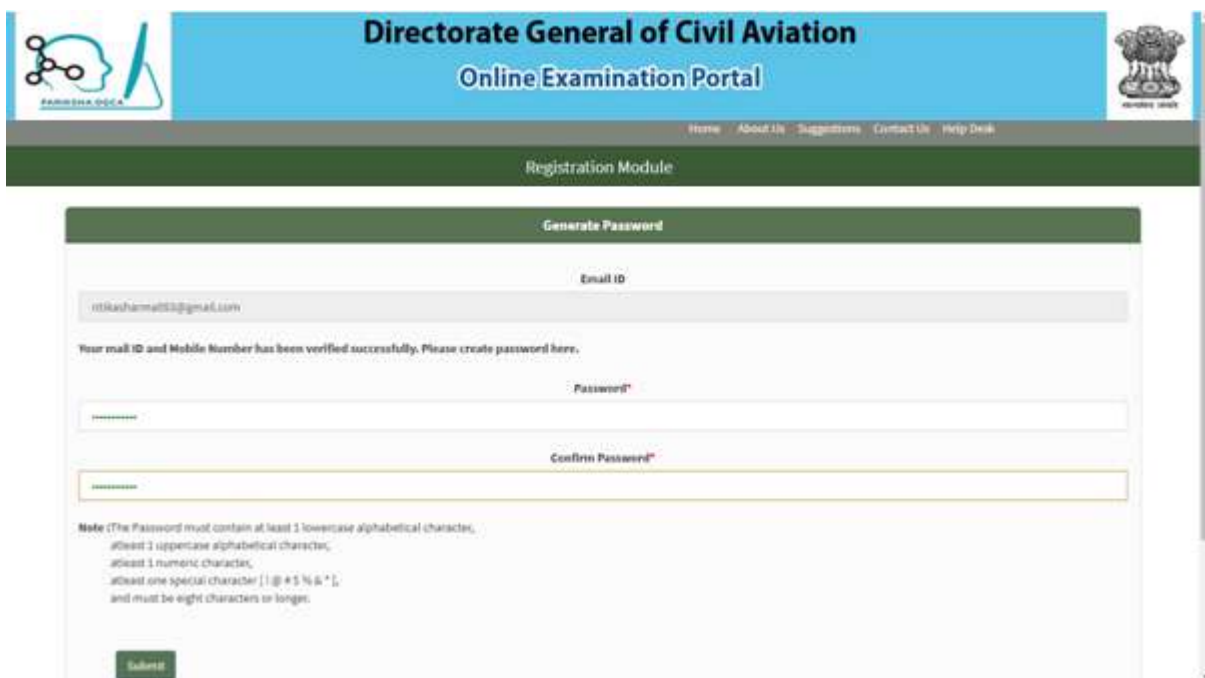 Directorate General of Civil Aviation
Online Examination Portal
PARIKSHA DGCA
सत्यमेव जयते
Home About Us Suggestions Contact Us Help Desk
Registration Module
Generate Password
Email ID
Your mail ID and Mobile Number has been verified successfully. Please create password here.
Password*
Confirm Password*
Note :The Password must contain at least 1 lowercase alphabetical character,
atleast 1 uppercase alphabetical character,
atleast 1 numeric character,
atleast one special character [ ! @ # $ % & * ],
and must be eight characters or longer.
Submit